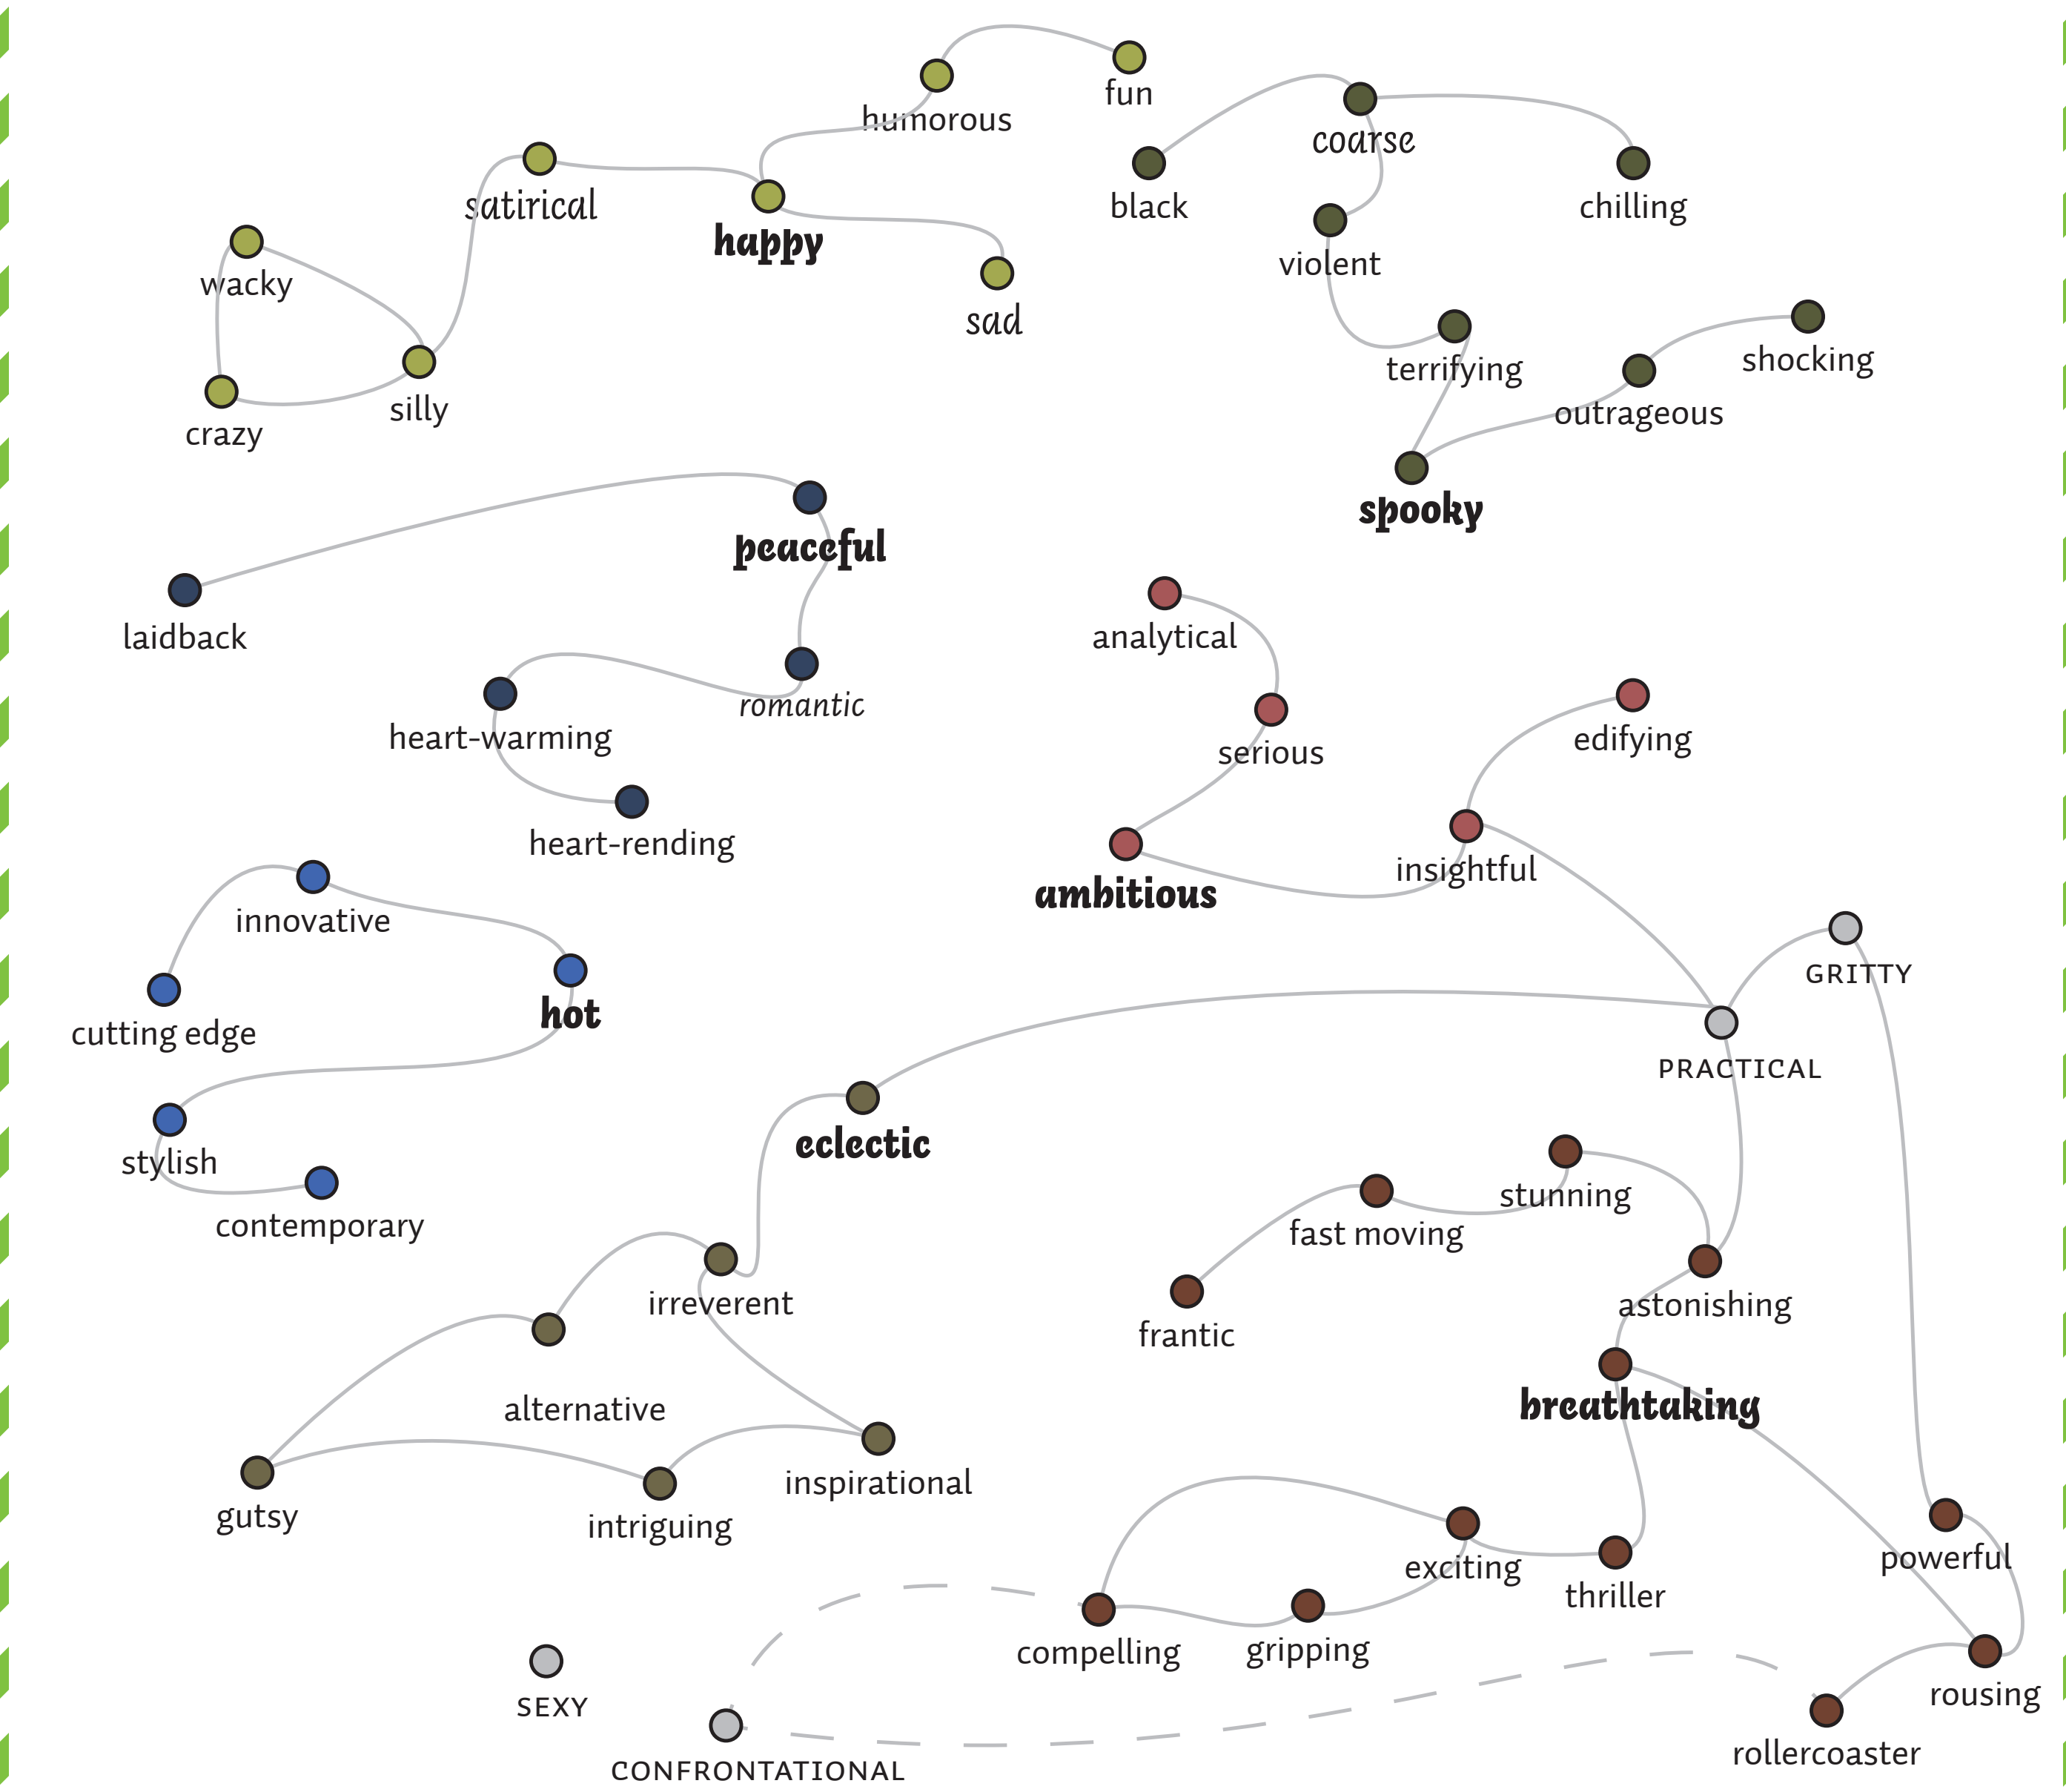 fun
humorous
coarse
black
chilling
satirical
happy
violent
wacky
sad
terrifying
shocking
silly
outrageous
crazy
spooky
peaceful
laidback
analytical
romantic
heart-warming
edifying
serious
heart-rending
insightful
ambitious
innovative
GRITTY
hot
cutting edge
PRACTICAL
eclectic
stylish
stunning
contemporary
fast moving
irreverent
astonishing
frantic
alternative
breathtaking
inspirational
gutsy
intriguing
powerful
exciting
thriller
compelling
gripping
SEXY
rousing
rollercoaster
CONFRONTATIONAL